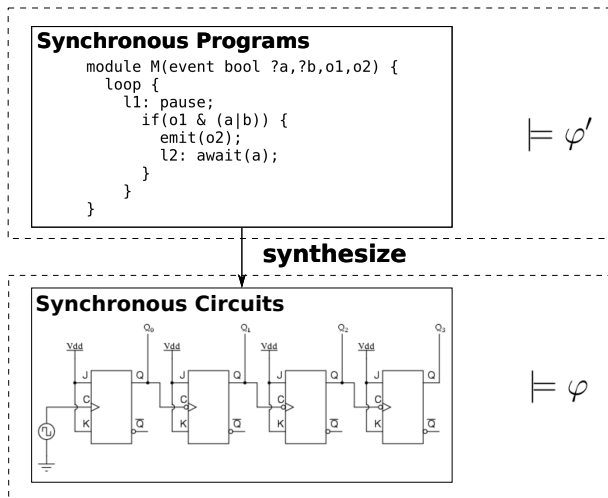 Synchronous Programs
module M(event bool ?a,?b,o1,o2) {
loop {
l1: pause;
if(o1 & (a|b)) {
emit(o2);
l2: await(a);
}
}
}
⊨ φ′
synthesize
Synchronous Circuits
Q₀ Q₁ Q₂ Q₃
Vdd Vdd Vdd Vdd
J Q J Q J Q J Q
C C C C
K Q̅ K Q̅ K Q̅ K Q̅
⊨ φ